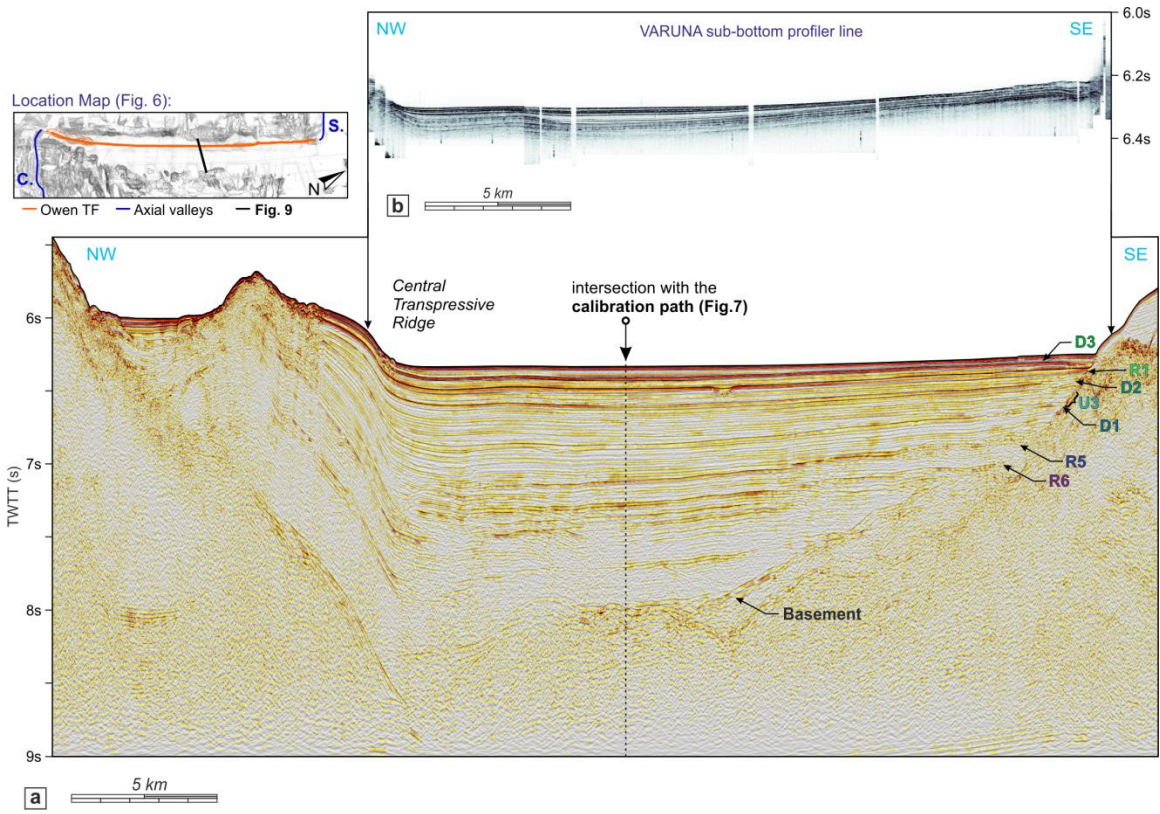 NW
VARUNA sub-bottom profiler line
SE
6.0s
6.2s
6.4s
b
5 km
Location Map (Fig. 6):
S.
C.
N
Owen TF
Axial valleys
Fig. 9
NW
SE
Central
Transpressive
Ridge
intersection with the
calibration path (Fig.7)
6s
7s
8s
9s
TWTT (s)
D3
R1
D2
U3
D1
R5
R6
Basement
a
5 km